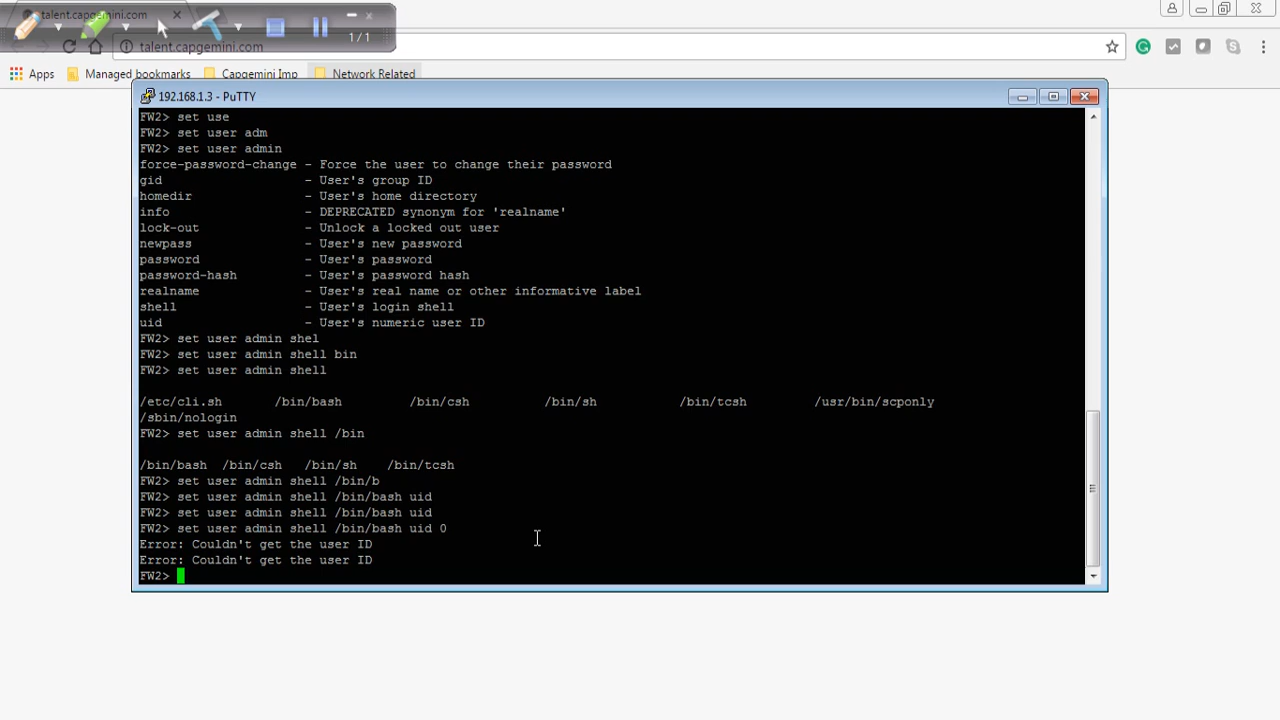 talent.capgemini.com
1 / 1
talent.capgemini.com
Apps Managed bookmarks Capgemini Imp Network Related
192.168.1.3 - PuTTY
FW2> set use
FW2> set user adm
FW2> set user admin
force-password-change - Force the user to change their password
gid - User's group ID
homedir - User's home directory
info - DEPRECATED synonym for 'realname'
lock-out - Unlock a locked out user
newpass - User's new password
password - User's password
password-hash - User's password hash
realname - User's real name or other informative label
shell - User's login shell
uid - User's numeric user ID
FW2> set user admin shel
FW2> set user admin shell bin
FW2> set user admin shell
/etc/cli.sh /bin/bash /bin/csh /bin/sh /bin/tcsh /usr/bin/scponly
/sbin/nologin
FW2> set user admin shell /bin
/bin/bash /bin/csh /bin/sh /bin/tcsh
FW2> set user admin shell /bin/b
FW2> set user admin shell /bin/bash uid
FW2> set user admin shell /bin/bash uid
FW2> set user admin shell /bin/bash uid 0
Error: Couldn't get the user ID
Error: Couldn't get the user ID
FW2>